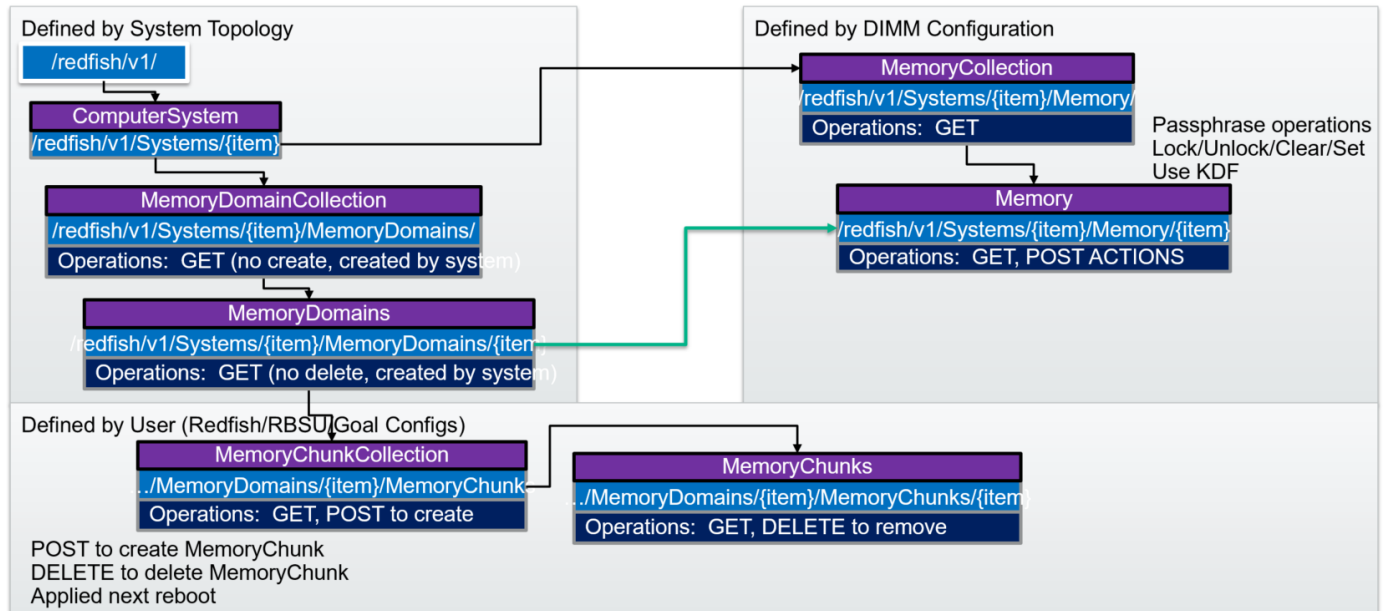 Defined by System Topology
/redfish/v1/
ComputerSystem
/redfish/v1/Systems/{item}
MemoryDomainCollection
/redfish/v1/Systems/{item}/MemoryDomains/
Operations:  GET (no create, created by system)
MemoryDomains
/redfish/v1/Systems/{item}/MemoryDomains/{item}
Operations:  GET (no delete, created by system)
Defined by DIMM Configuration
MemoryCollection
/redfish/v1/Systems/{item}/Memory/
Operations:  GET
Passphrase operations
Lock/Unlock/Clear/Set
Use KDF
Memory
/redfish/v1/Systems/{item}/Memory/{item}
Operations:  GET, POST ACTIONS
Defined by User (Redfish/RBSU/Goal Configs)
MemoryChunkCollection
…/MemoryDomains/{item}/MemoryChunks
Operations:  GET, POST to create
MemoryChunks
…/MemoryDomains/{item}/MemoryChunks/{item}
Operations:  GET, DELETE to remove
POST to create MemoryChunk
DELETE to delete MemoryChunk
Applied next reboot